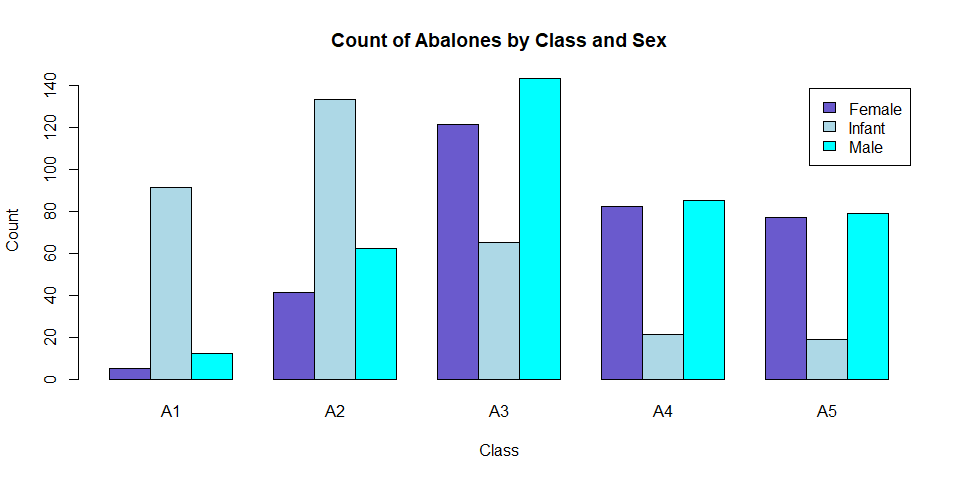 Count of Abalones by Class and Sex
Female
Infant
Male
Count
140
120
100
80
60
40
20
0
A1 A2 A3 A4 A5
Class